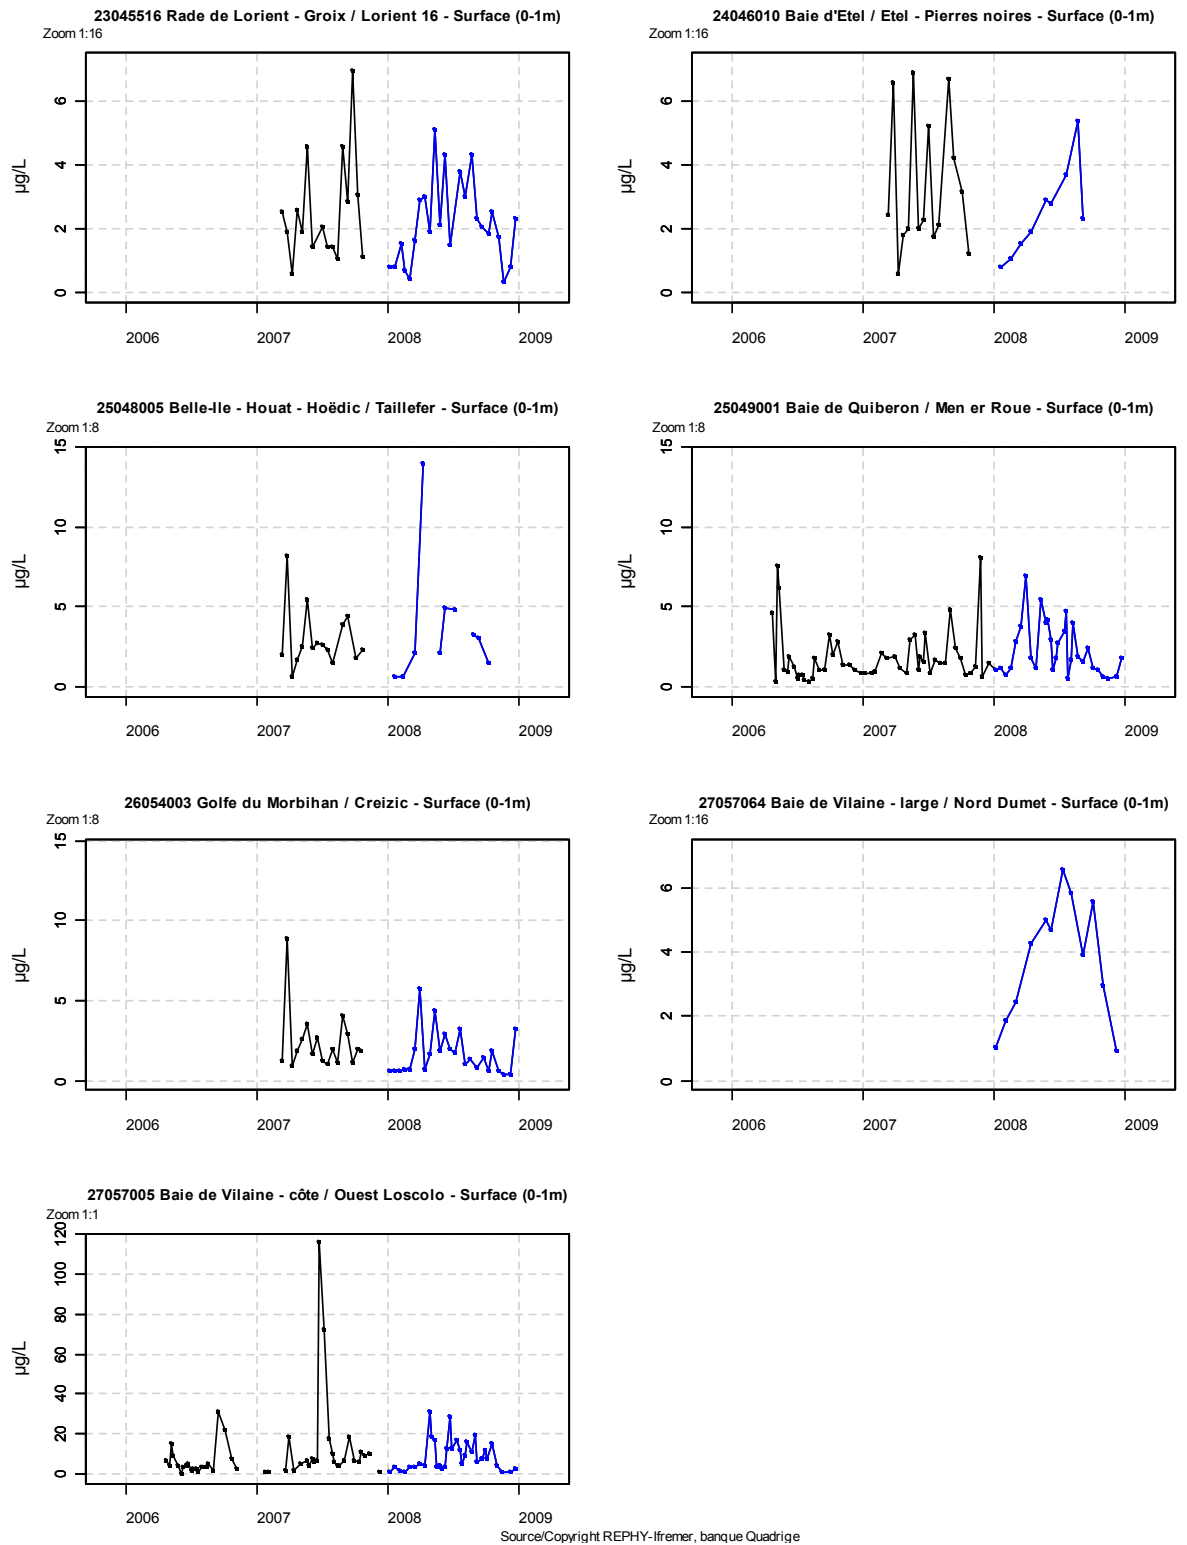 23045516 Rade de Lorient - Groix / Lorient 16 - Surface (0-1m)
Zoom 1:16
µg/L
6
4
2
0
2006 2007 2008 2009
24046010 Baie d'Etel / Etel - Pierres noires - Surface (0-1m)
Zoom 1:16
µg/L
6
4
2
0
2006 2007 2008 2009
25048005 Belle-Ile - Houat - Hoëdic / Taillefer - Surface (0-1m)
Zoom 1:8
µg/L
15
10
5
0
2006 2007 2008 2009
25049001 Baie de Quiberon / Men er Roue - Surface (0-1m)
Zoom 1:8
µg/L
15
10
5
0
2006 2007 2008 2009
26054003 Golfe du Morbihan / Creizic - Surface (0-1m)
Zoom 1:8
µg/L
15
10
5
0
2006 2007 2008 2009
27057064 Baie de Vilaine - large / Nord Dumet - Surface (0-1m)
Zoom 1:16
µg/L
6
4
2
0
2006 2007 2008 2009
27057005 Baie de Vilaine - côte / Ouest Loscolo - Surface (0-1m)
Zoom 1:1
µg/L
120
100
80
60
40
20
0
2006 2007 2008 2009
Source/Copyright REPHY-Ifremer, banque Quadrige